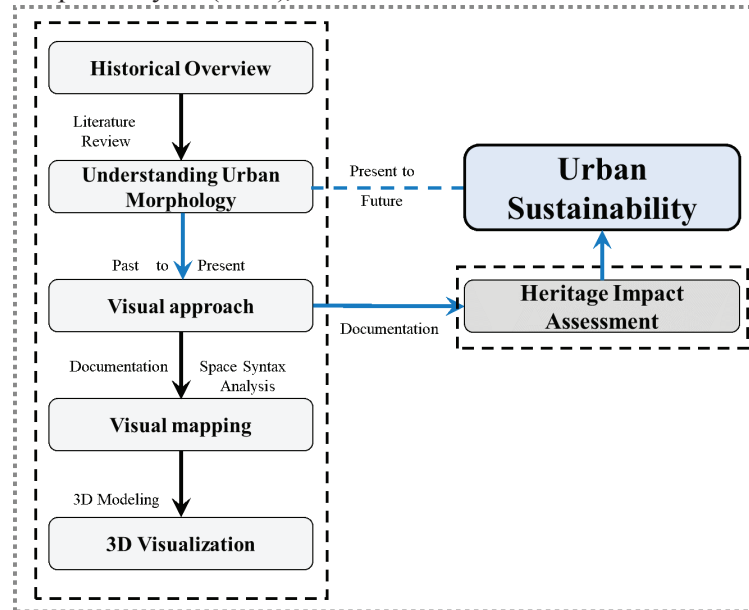 Historical Overview
Literature
Review
Understanding Urban
Morphology
Present to
Future
Urban
Sustainability
Past to Present
Visual approach
Documentation
Heritage Impact
Assessment
Documentation
Space Syntax
Analysis
Visual mapping
3D Modeling
3D Visualization